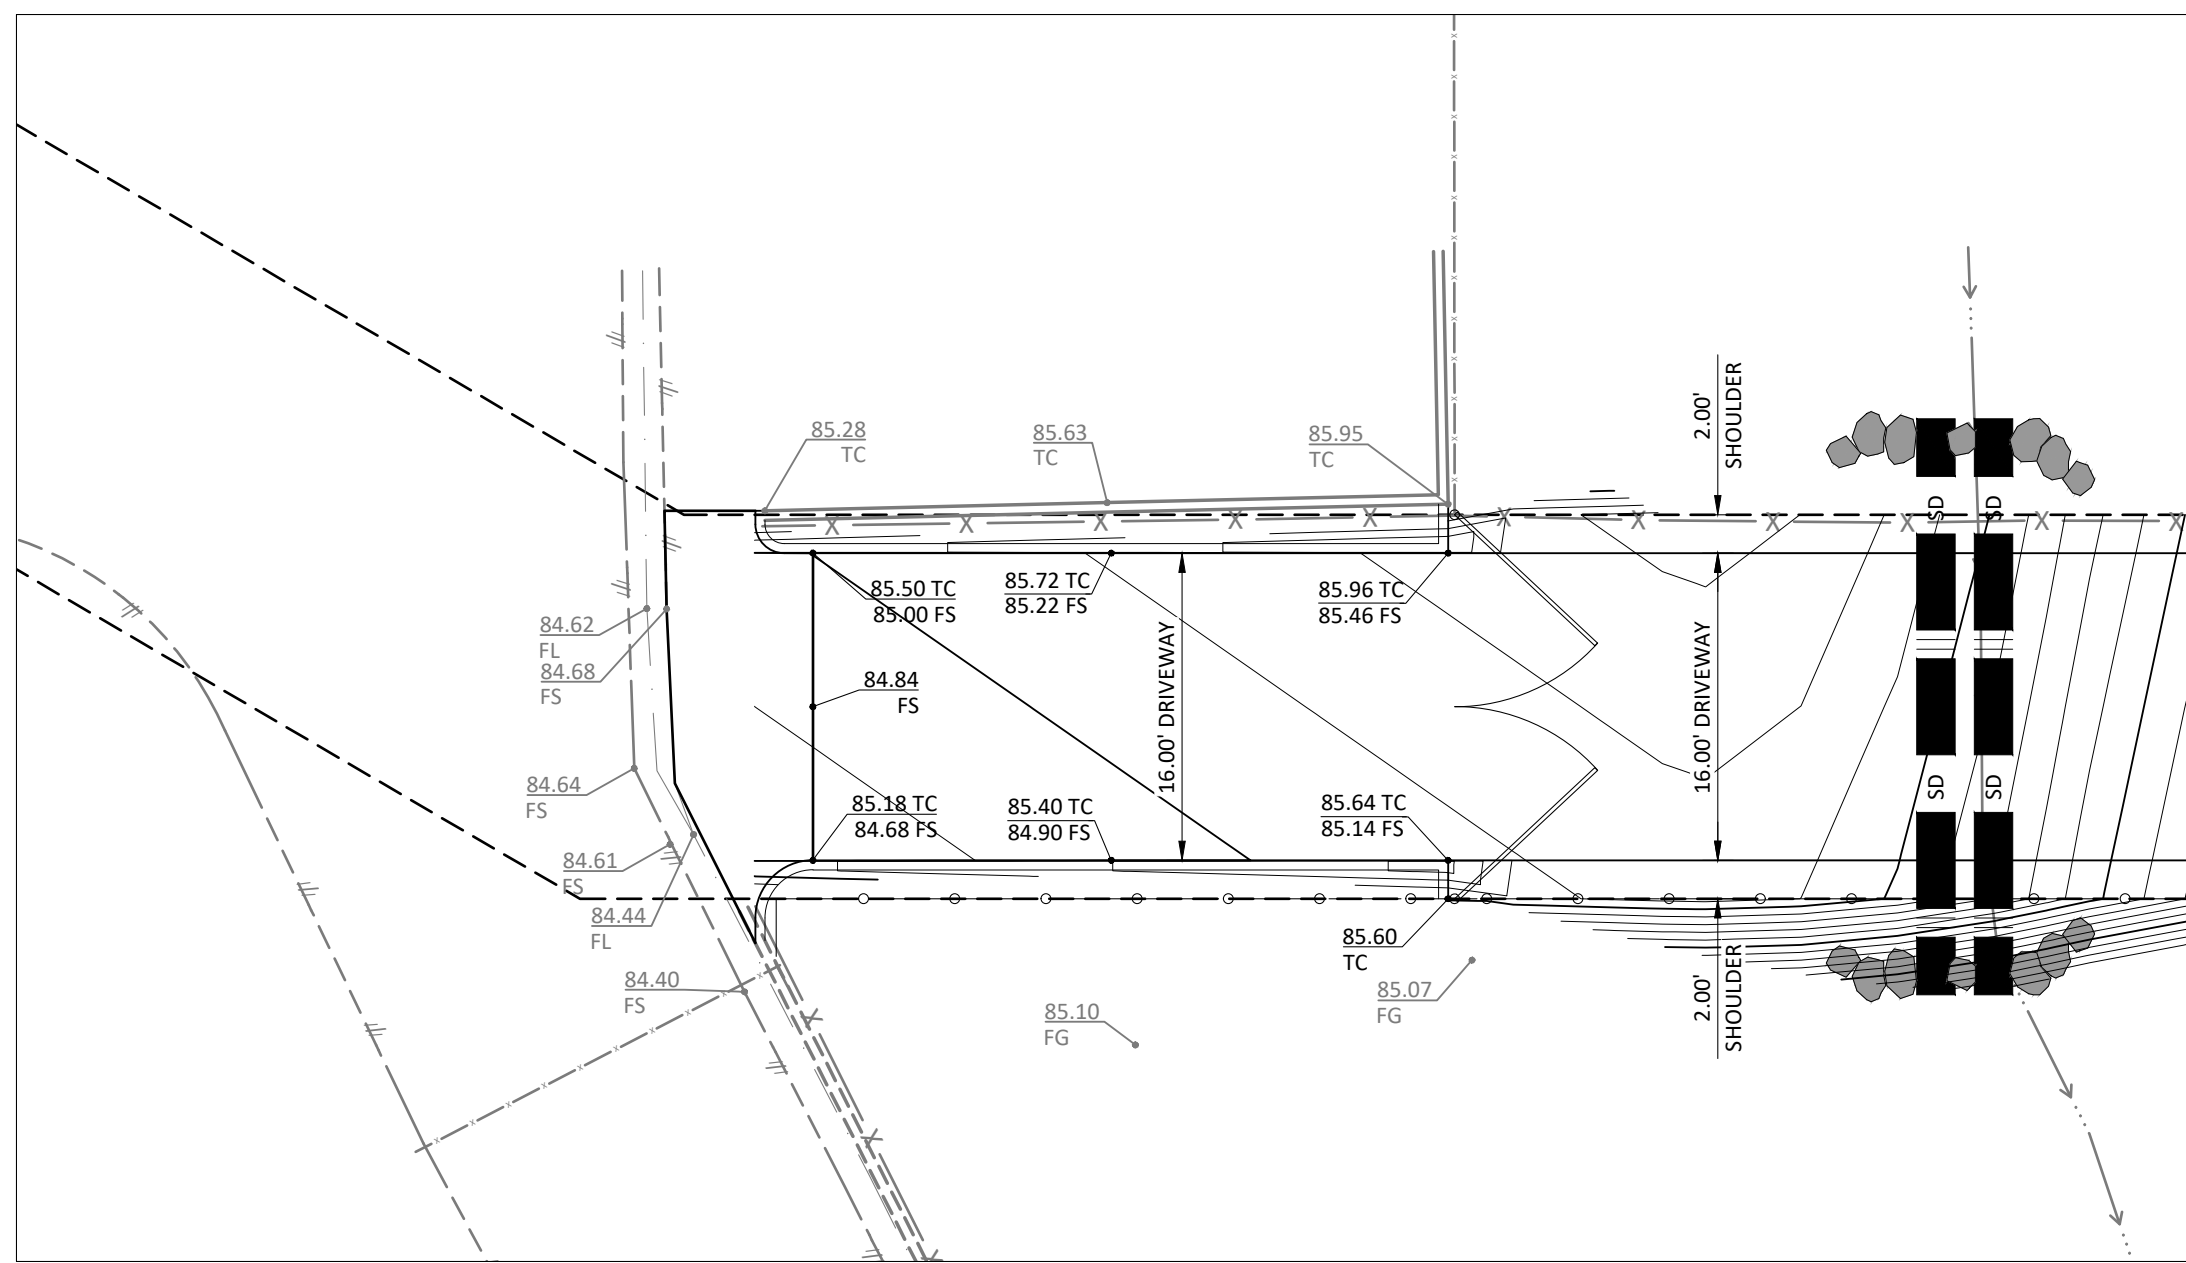 85.28
TC
85.63
TC
85.95
TC
2.00'
SHOULDER
SD
SD
85.50 TC
85.00 FS
85.72 TC
85.22 FS
85.96 TC
85.46 FS
84.62
FL
84.68
FS
84.84
FS
16.00' DRIVEWAY
16.00' DRIVEWAY
84.64
FS
85.18 TC
84.68 FS
85.40 TC
84.90 FS
85.64 TC
85.14 FS
SD
SD
84.61
FS
84.44
FL
84.40
FS
85.60
TC
85.07
FG
85.10
FG
2.00'
SHOULDER